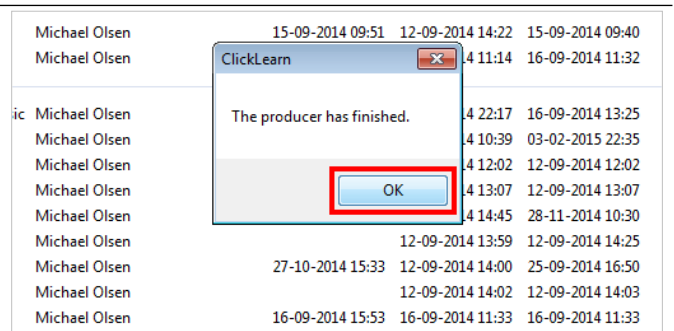 Michael Olsen 15-09-2014 09:51 12-09-2014 14:22 15-09-2014 09:40
Michael Olsen 4 11:14 16-09-2014 11:32
ClickLearn
ic Michael Olsen 4 22:17 16-09-2014 13:25
The producer has finished.
Michael Olsen 4 10:39 03-02-2015 22:35
Michael Olsen 4 12:02 12-09-2014 12:02
Michael Olsen 4 13:07 12-09-2014 13:07
OK
Michael Olsen 4 14:45 28-11-2014 10:30
Michael Olsen 12-09-2014 13:59 12-09-2014 14:25
Michael Olsen 27-10-2014 15:33 12-09-2014 14:00 25-09-2014 16:50
Michael Olsen 12-09-2014 14:02 12-09-2014 14:03
Michael Olsen 16-09-2014 15:53 16-09-2014 11:33 16-09-2014 11:33